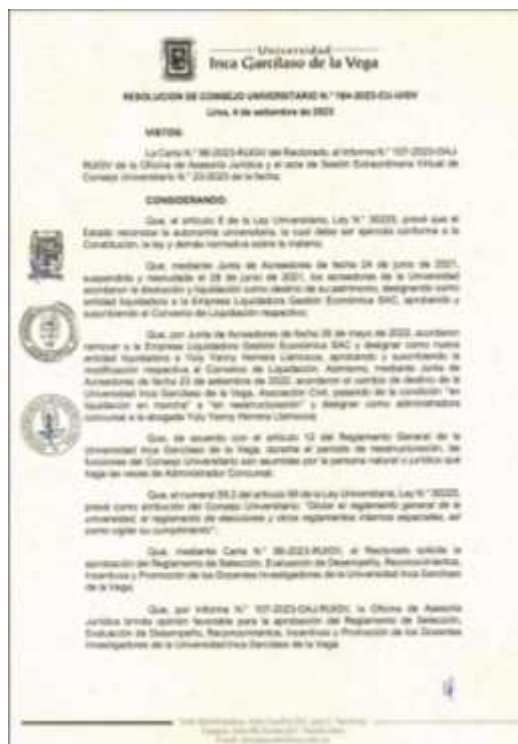 Universidad
Inca Garcilaso de la Vega
RESOLUCIÓN DE CONSEJO UNIVERSITARIO N.° 164-2023-CU-UIGV
Lima, 4 de setiembre de 2023
VISTOS:
La Carta N.° 98-2023-RUIGV del Rectorado, el Informe N.° 107-2023-OAJ-
RUIGV de la Oficina de Asesoría Jurídica y el acta de Sesión Extraordinaria Virtual de
Consejo Universitario N.° 23-2023 de la fecha;
CONSIDERANDO:
Que, el artículo 8 de la Ley Universitaria, Ley N.° 30220, prevé que el
Estado reconoce la autonomía universitaria, la cual debe ser ejercida conforme a la
Constitución, la ley y demás normativa sobre la materia;
Que, mediante Junta de Acreedores de fecha 24 de junio de 2021,
suspendida y reanudada el 28 de junio de 2021, los acreedores de la Universidad
acordaron la disolución y liquidación como destino de su patrimonio, designando como
entidad liquidadora a la Empresa Liquidadora Gestión Económica SAC, aprobando y
suscribiendo el Convenio de Liquidación respectivo;
Que, por Junta de Acreedores de fecha de mayo de 2022, acordaron
remover a la Empresa Liquidadora Gestión Económica SAC y designar como nueva
entidad liquidadora a Yuly Yanny Herrera Llamoca, aprobando y suscribiendo la
modificación respectiva al Convenio de Liquidación. Asimismo, mediante Junta de
Acreedores de fecha 23 de setiembre de 2022, acordaron el cambio de destino de la
Universidad Inca Garcilaso de la Vega, Asociación Civil, pasando de la condición "en
liquidación en marcha" a "en reestructuración" y designar como administradora
concursal a la abogada Yuly Yanny Herrera Llamoca;
Que, de acuerdo con el artículo 12 del Reglamento General de la
Universidad Inca Garcilaso de la Vega, durante el periodo de reestructuración, las
funciones del Consejo Universitario son asumidas por la persona natural o jurídica que
haga las veces de Administrador Concursal;
Que, el numeral 59.2 del artículo 59 de la Ley Universitaria, Ley N.° 30220,
prevé como atribución del Consejo Universitario: "Dictar el reglamento general de la
universidad, el reglamento de elecciones y otros reglamentos internos especiales, así
como vigilar su cumplimiento";
Que, mediante Carta N.° 98-2023-RUIGV, el Rectorado solicita la
aprobación del Reglamento de Selección, Evaluación de Desempeño, Reconocimientos,
Incentivos y Promoción de los Docentes Investigadores de la Universidad Inca Garcilaso
de la Vega;
Que, por Informe N.° 107-2023-OAJ-RUIGV, la Oficina de Asesoría
Jurídica brinda opinión favorable para la aprobación del Reglamento de Selección,
Evaluación de Desempeño, Reconocimientos, Incentivos y Promoción de los Docentes
Investigadores de la Universidad Inca Garcilaso de la Vega.